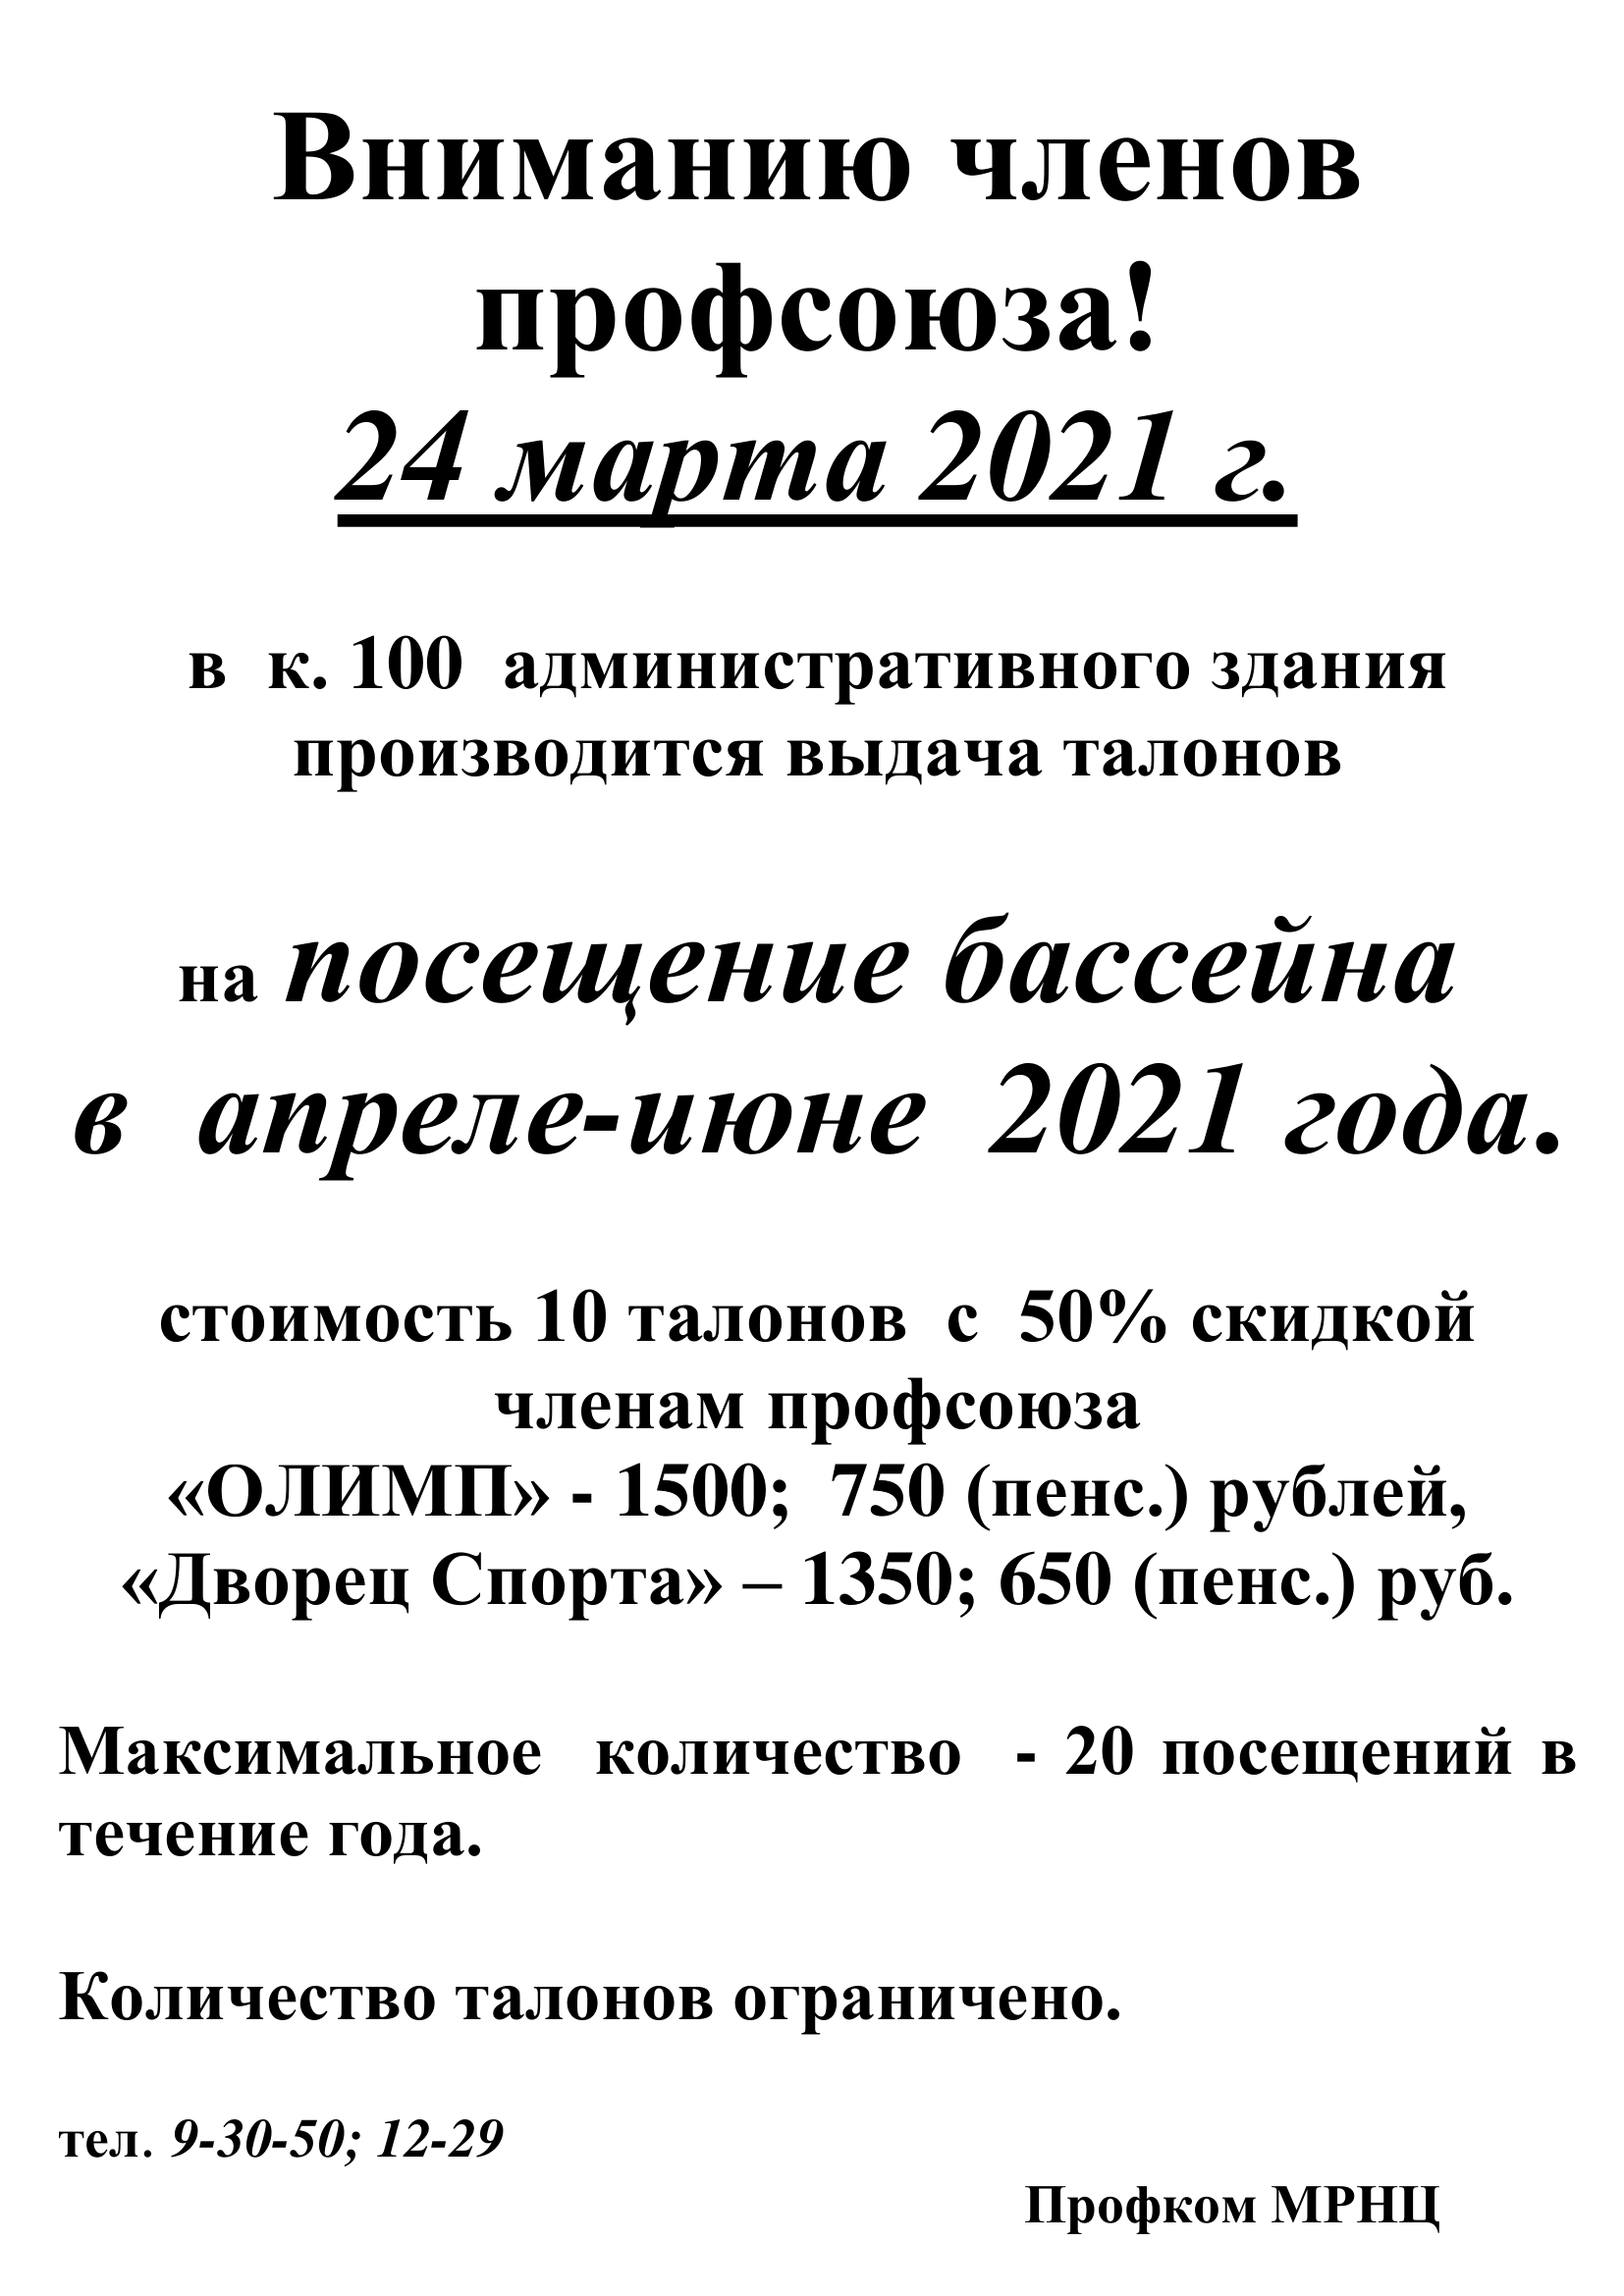 Вниманию членов
профсоюза!
24 марта 2021 г.
в к. 100 административного здания
производится выдача талонов
на посещение бассейна
в апреле-июне 2021 года.
стоимость 10 талонов с 50% скидкой
членам профсоюза
«ОЛИМП» - 1500; 750 (пенс.) рублей,
«Дворец Спорта» – 1350; 650 (пенс.) руб.
Максимальное количество - 20 посещений в
течение года.
Количество талонов ограничено.
тел. 9-30-50; 12-29
Профком МРНЦ